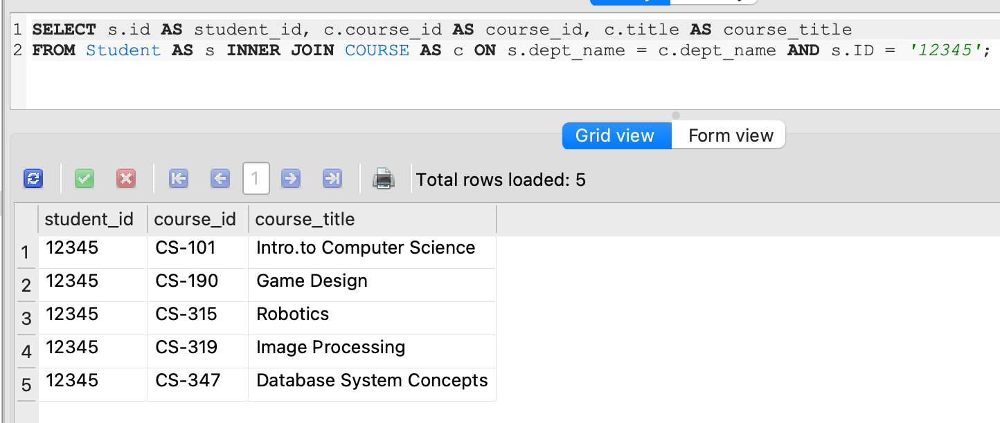 1 SELECT s.id AS student_id, c.course_id AS course_id, c.title AS course_title
2 FROM Student AS s INNER JOIN COURSE AS c ON s.dept_name = c.dept_name AND s.ID = '12345';
Grid view Form view
1 Total rows loaded: 5
student_id course_id course_title
1 12345 CS-101 Intro.to Computer Science
2 12345 CS-190 Game Design
3 12345 CS-315 Robotics
4 12345 CS-319 Image Processing
5 12345 CS-347 Database System Concepts